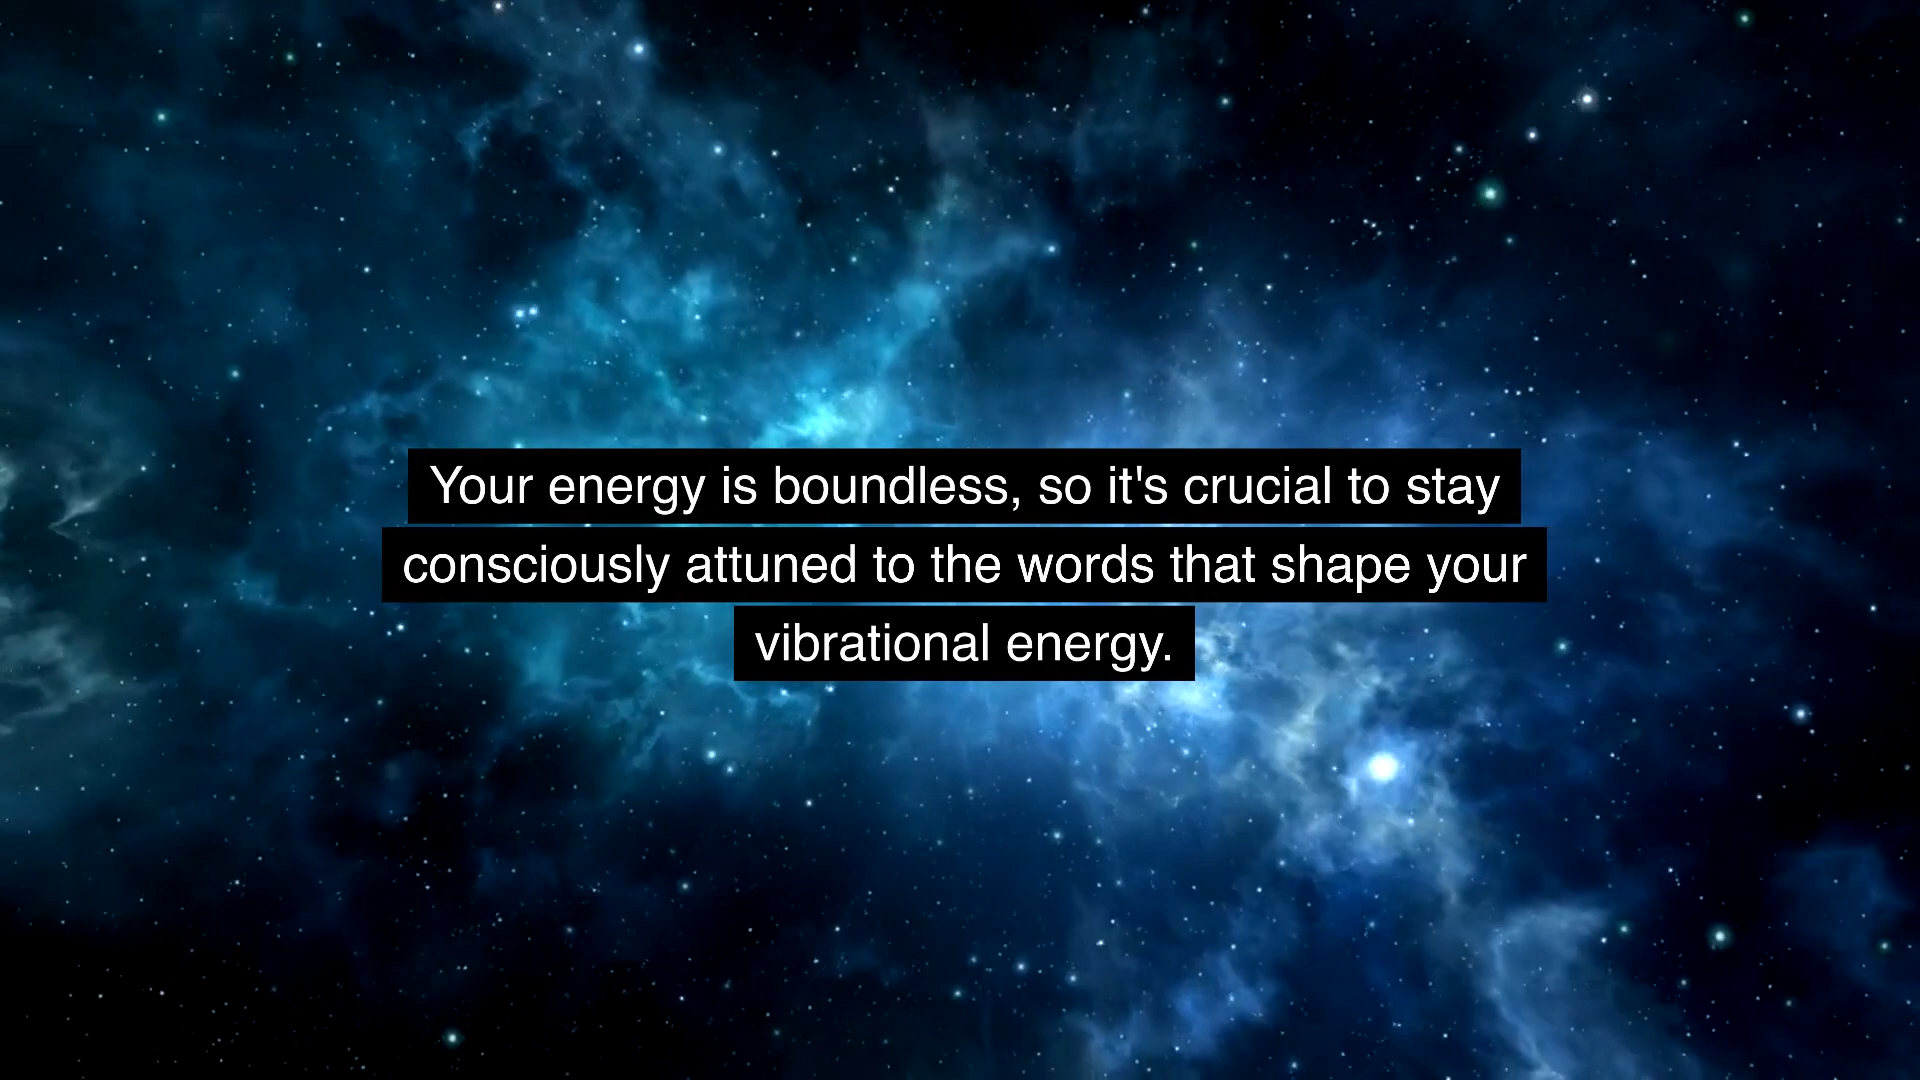 Your energy is boundless, so it's crucial to stay
consciously attuned to the words that shape your
vibrational energy.